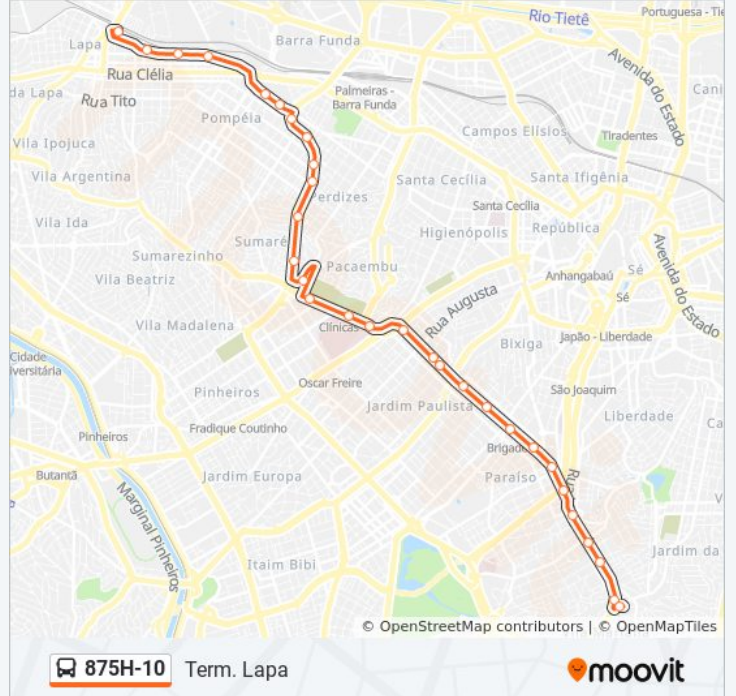 Rio Tietê
Portuguesa - Tie
Lapa
Barra Funda
Rua Clélia
Avenida do Estado
da Lapa
Rua Tito
Palmeiras -
Barra Funda
Cani
Pompéia
Campos Elísios
Tiradentes
Vila Ipojuca
Vila Argentina
Santa Cecília
Santa Ifigênia
Perdizes
Santa Cecília
Vila Ida
República
Higienópolis
Sumaré
Avenida do Estado
Sumarezinho
Pacaembu
Anhangabaú
Sé
Vila Beatriz
Sé
Rua Augusta
Vila Madalena
Clínicas
Japão - Liberdade
Bixiga
Cidade
iversitária
Oscar Freire
São Joaquim
Pinheiros
Jardim Paulista
Liberdade
Ca
Fradique Coutinho
Pinheiros
Brigade
Butantã
Jardim Europa
Paraíso
Ru
V
Marginal Pinheiros
Jardim da
Itaim Bibi
© OpenStreetMap contributors | © OpenMapTiles
875H-10 Term. Lapa
moovit